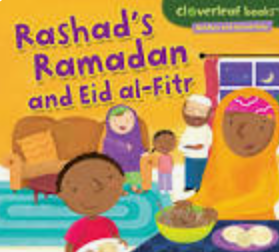 cloverleaf books
Rashad's
Ramadan
and Eid al-Fitr